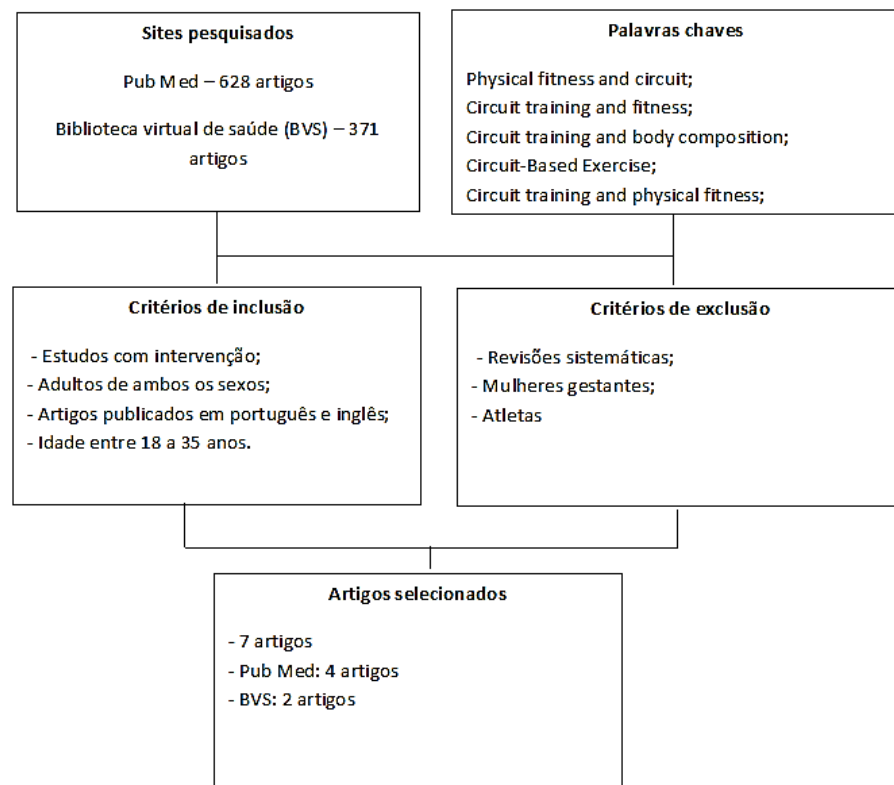 Sites pesquisados
Pub Med – 628 artigos
Biblioteca virtual de saúde (BVS) – 371
artigos
Palavras chaves
Physical fitness and circuit;
Circuit training and fitness;
Circuit training and body composition;
Circuit-Based Exercise;
Circuit training and physical fitness;
Critérios de inclusão
- Estudos com intervenção;
- Adultos de ambos os sexos;
- Artigos publicados em português e inglês;
- Idade entre 18 a 35 anos.
Critérios de exclusão
- Revisões sistemáticas;
- Mulheres gestantes;
- Atletas
Artigos selecionados
- 7 artigos
- Pub Med: 4 artigos
- BVS: 2 artigos